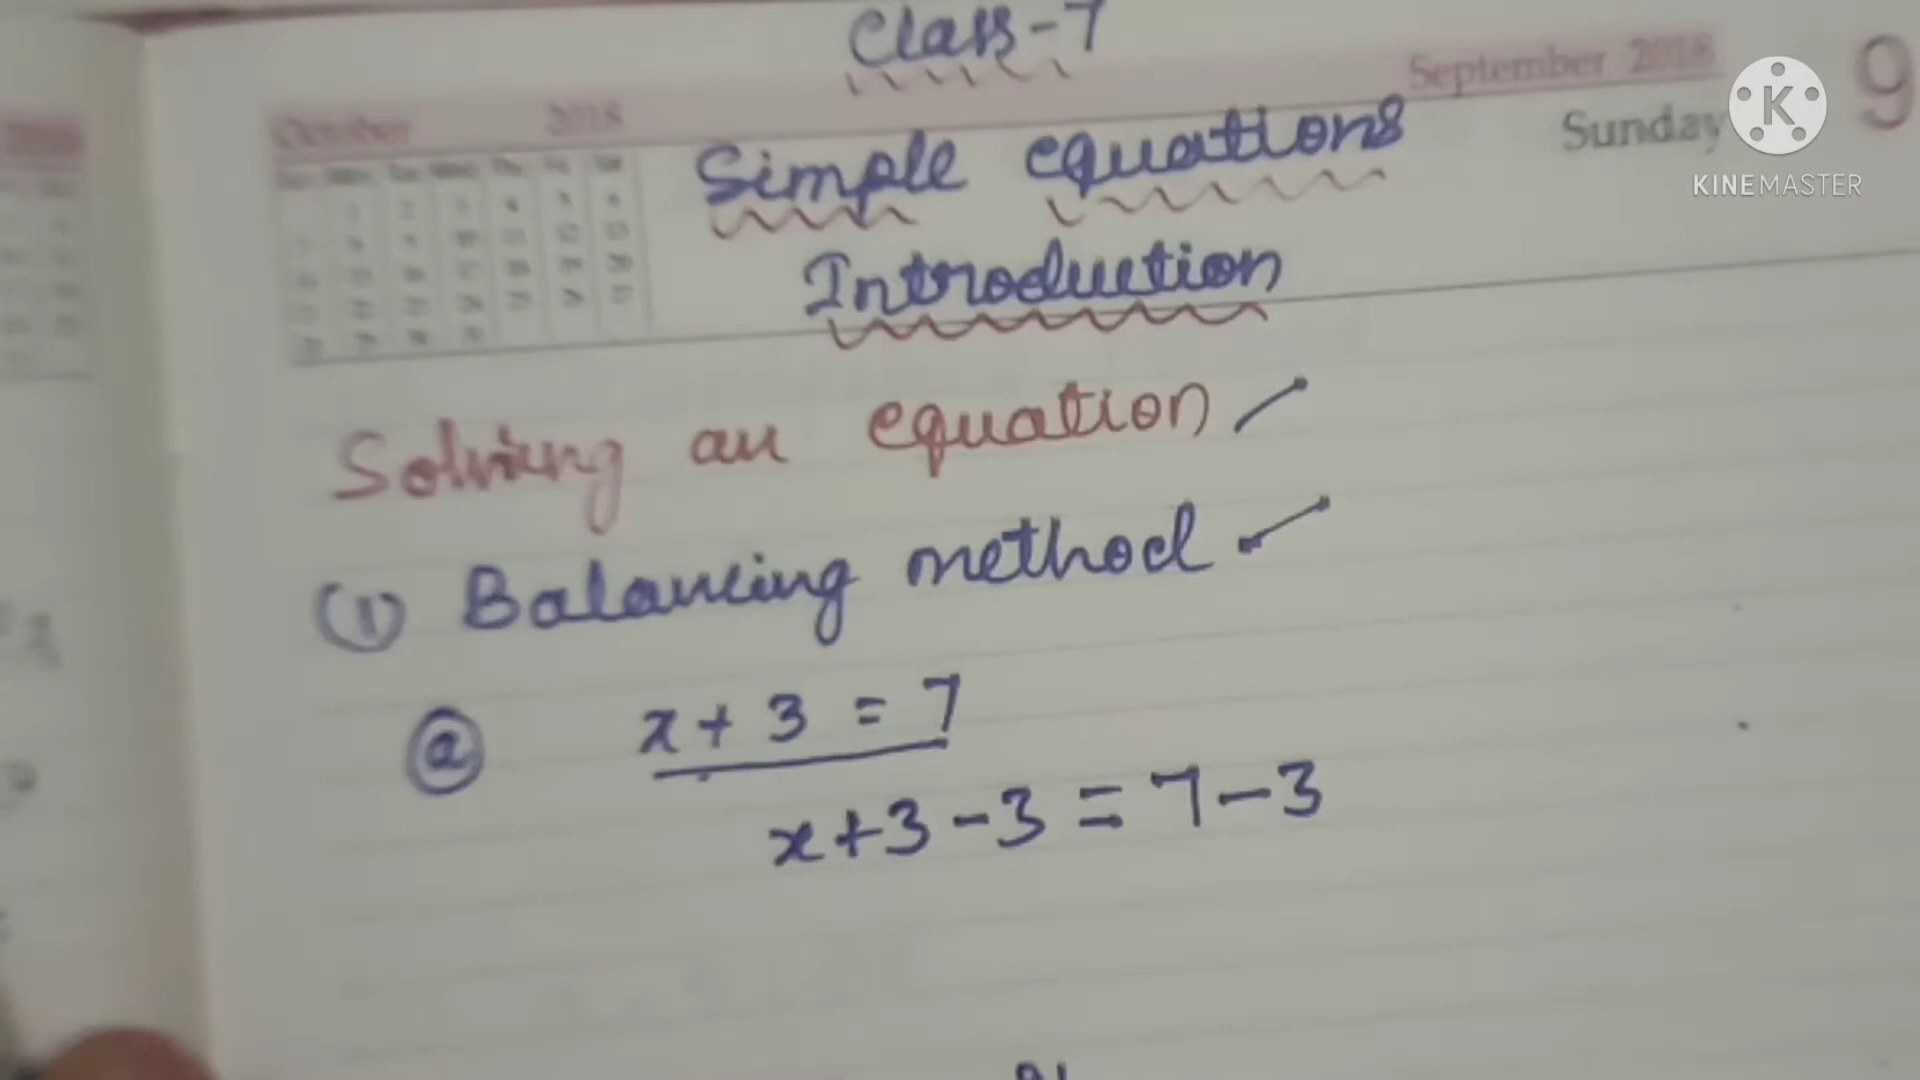 Class-7
September 2018
October 2018
Sunday
9
K
KINEMASTER
Simple equations
Introduction
Solving an equation
(1) Balancing method
(a) x + 3 = 7
x+3-3=7-3